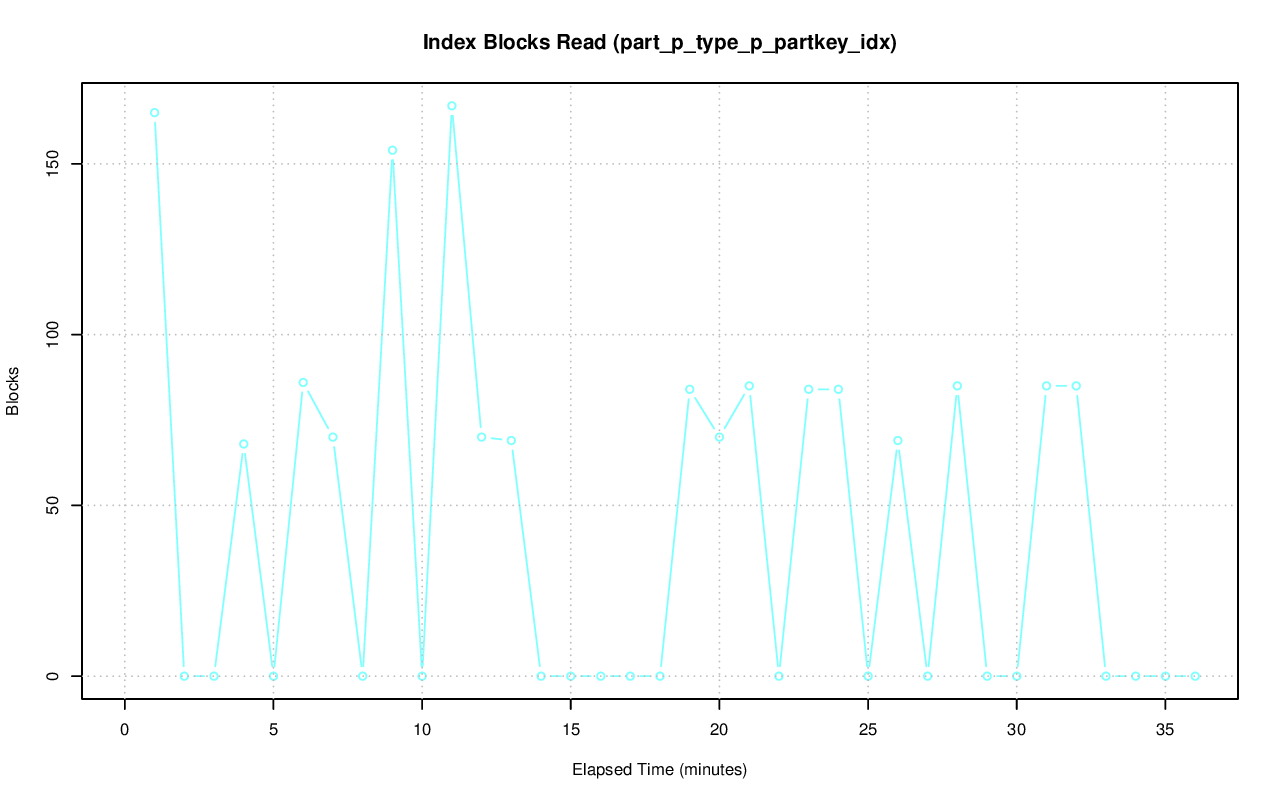 Index Blocks Read (part_p_type_p_partkey_idx)
150
100
50
0
Blocks
0 5 10 15 20 25 30 35
Elapsed Time (minutes)